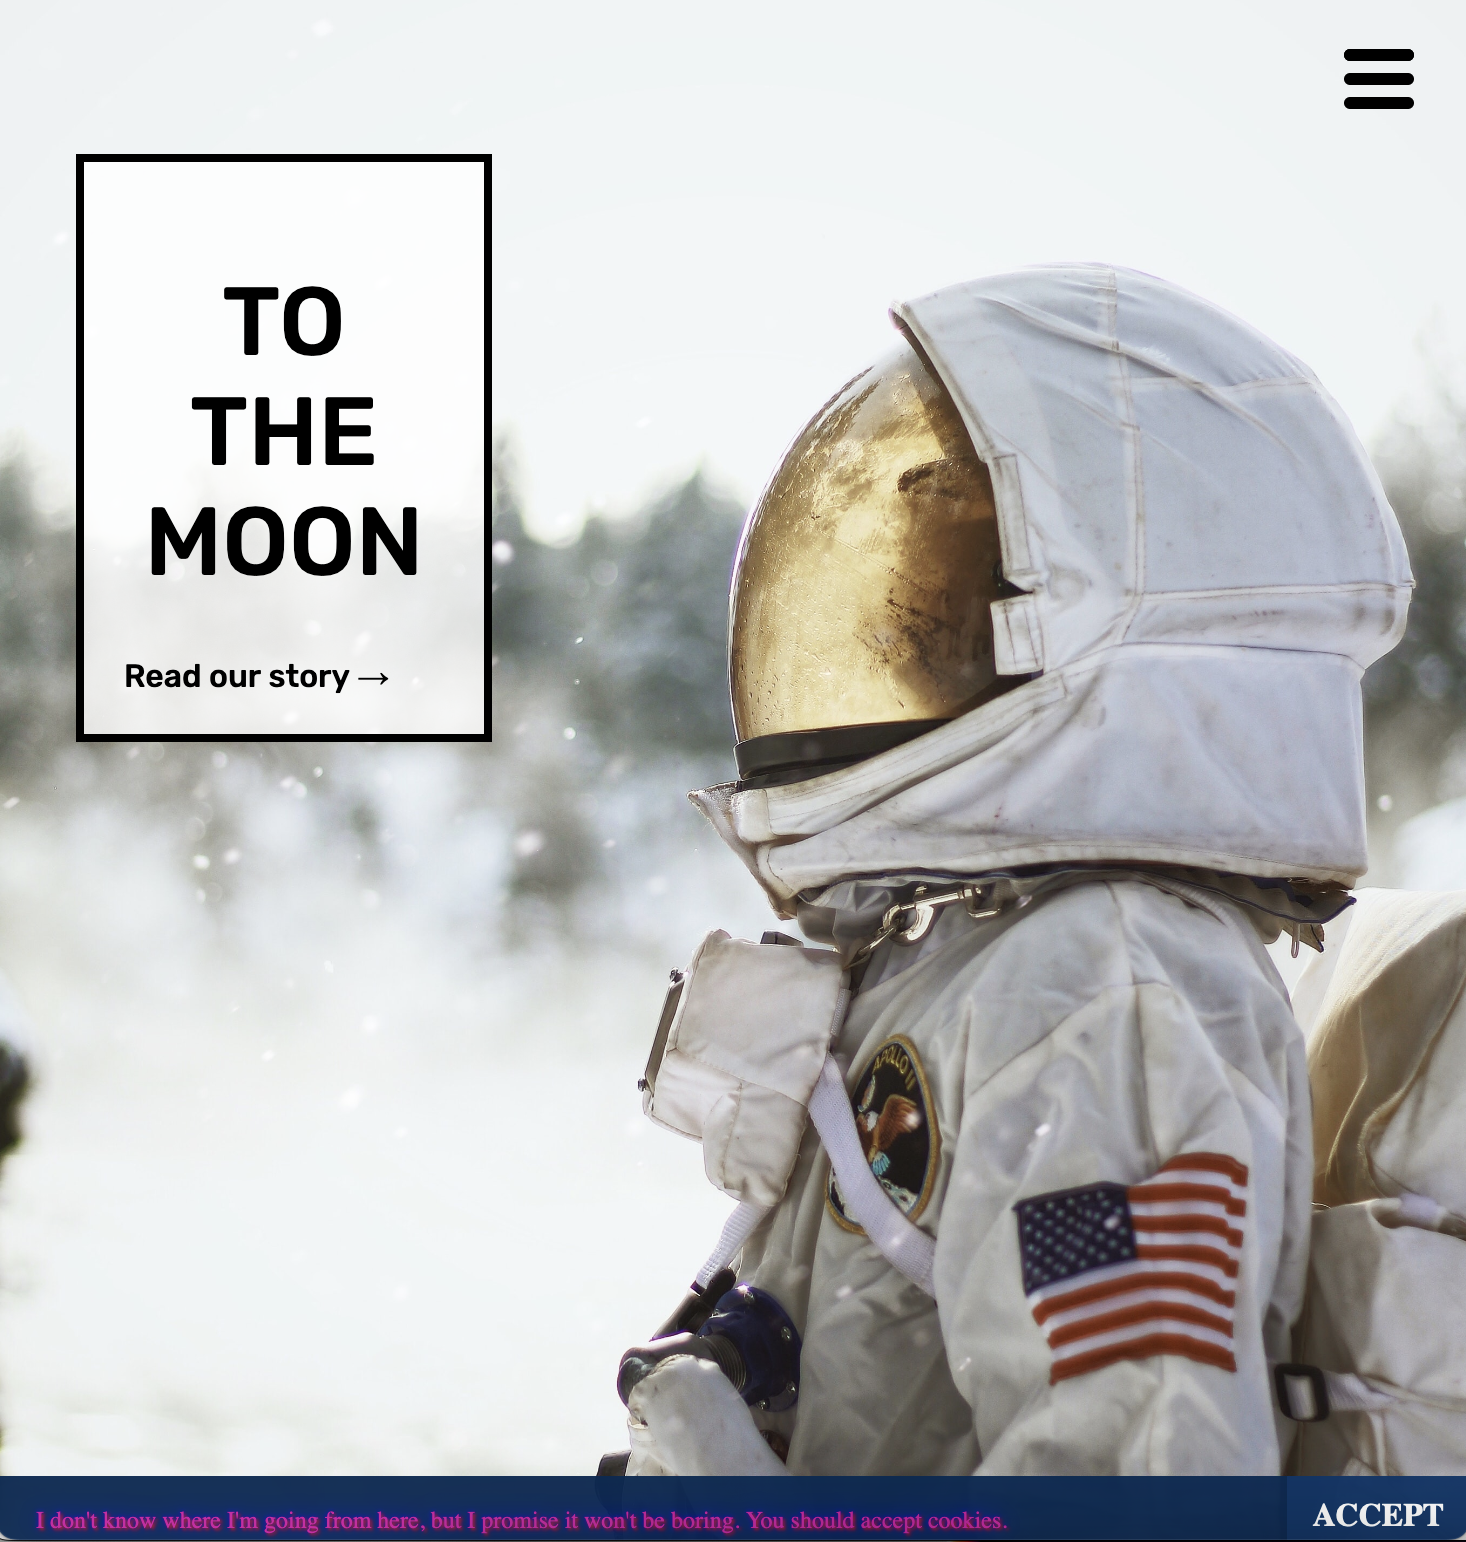 TO
THE
MOON
Read our story →
APOLLO 11
I don't know where I'm going from here, but I promise it won't be boring. You should accept cookies.
ACCEPT